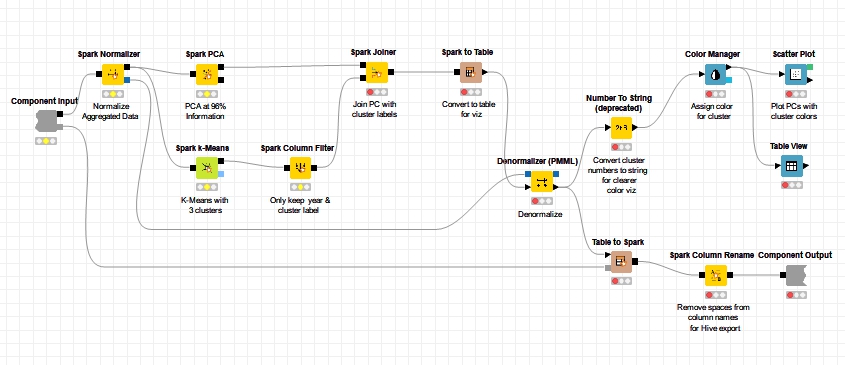 Spark Normalizer
Normalize
Aggregated Data
Spark PCA
PCA at 96%
Information
Spark Joiner
Join PC with
cluster labels
Spark to Table
Convert to table
for viz
Color Manager
Assign color
for cluster
Scatter Plot
Plot PCs with
cluster colors
Component Input
Number To String
(deprecated)
Convert cluster
numbers to string
for clearer
color viz
Spark k-Means
K-Means with
3 clusters
Spark Column Filter
Only keep year &
cluster label
Denormalizer (PMML)
Denormalize
Table View
Table to Spark
Spark Column Rename
Remove spaces from
column names
for Hive export
Component Output